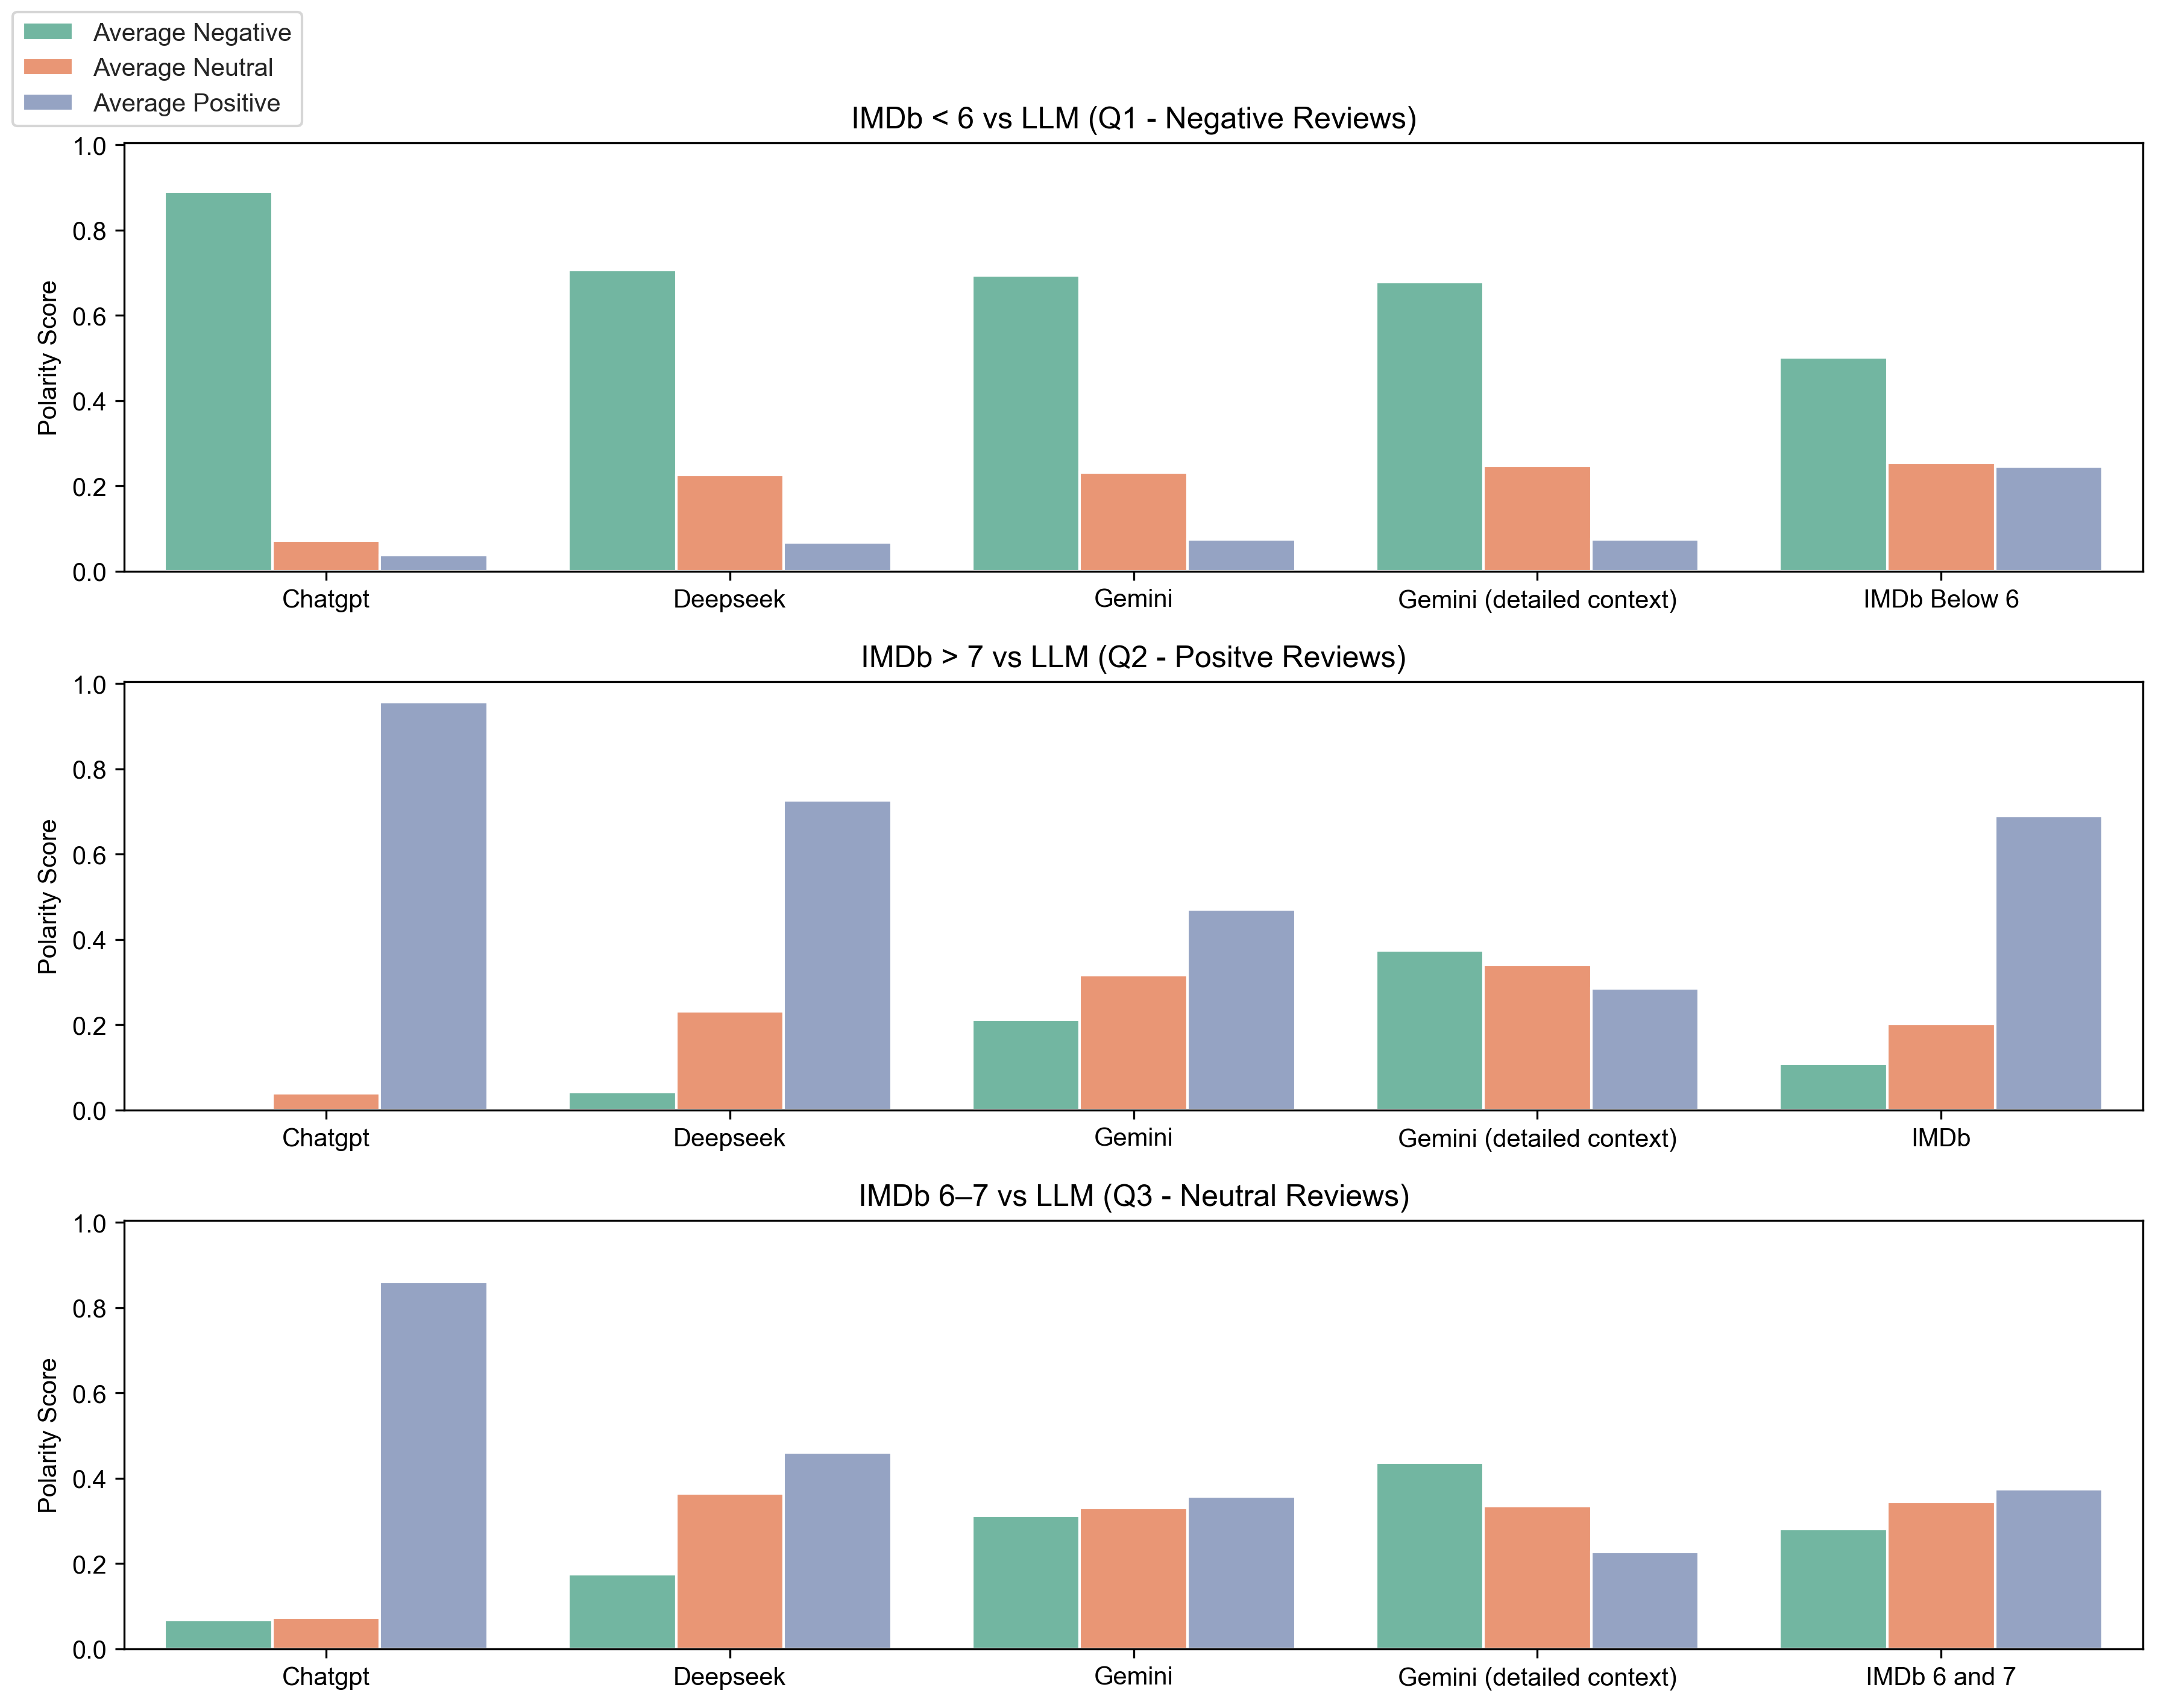 Average Negative
Average Neutral
Average Positive
IMDb < 6 vs LLM (Q1 - Negative Reviews)
Polarity Score
1.0
0.8
0.6
0.4
0.2
0.0
Chatgpt Deepseek Gemini Gemini (detailed context) IMDb Below 6
IMDb > 7 vs LLM (Q2 - Positve Reviews)
Polarity Score
1.0
0.8
0.6
0.4
0.2
0.0
Chatgpt Deepseek Gemini Gemini (detailed context) IMDb
IMDb 6–7 vs LLM (Q3 - Neutral Reviews)
Polarity Score
1.0
0.8
0.6
0.4
0.2
0.0
Chatgpt Deepseek Gemini Gemini (detailed context) IMDb 6 and 7